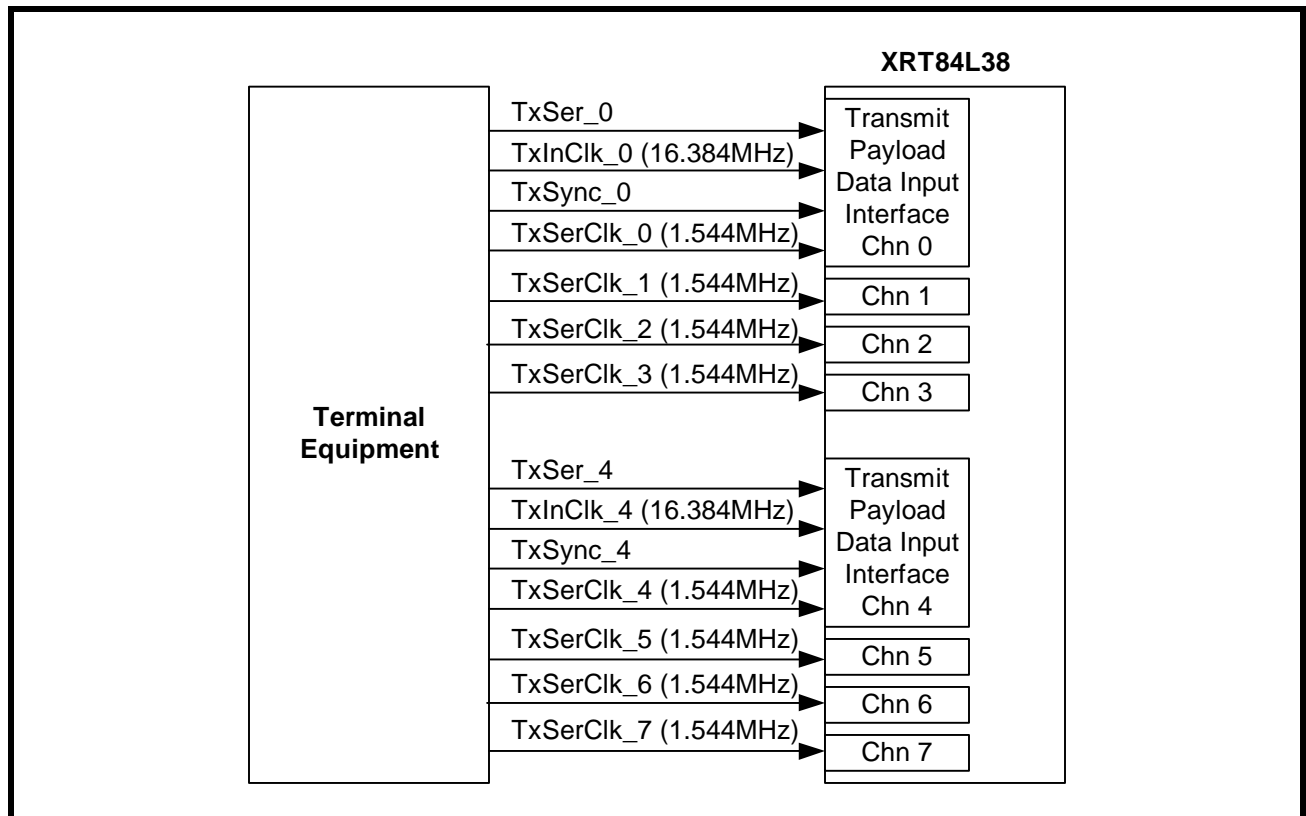 XRT84L38
Terminal
Equipment
TxSer_0
TxInClk_0 (16.384MHz)
TxSync_0
TxSerClk_0 (1.544MHz)
TxSerClk_1 (1.544MHz)
TxSerClk_2 (1.544MHz)
TxSerClk_3 (1.544MHz)
TxSer_4
TxInClk_4 (16.384MHz)
TxSync_4
TxSerClk_4 (1.544MHz)
TxSerClk_5 (1.544MHz)
TxSerClk_6 (1.544MHz)
TxSerClk_7 (1.544MHz)
Transmit
Payload
Data Input
Interface
Chn 0
Chn 1
Chn 2
Chn 3
Transmit
Payload
Data Input
Interface
Chn 4
Chn 5
Chn 6
Chn 7